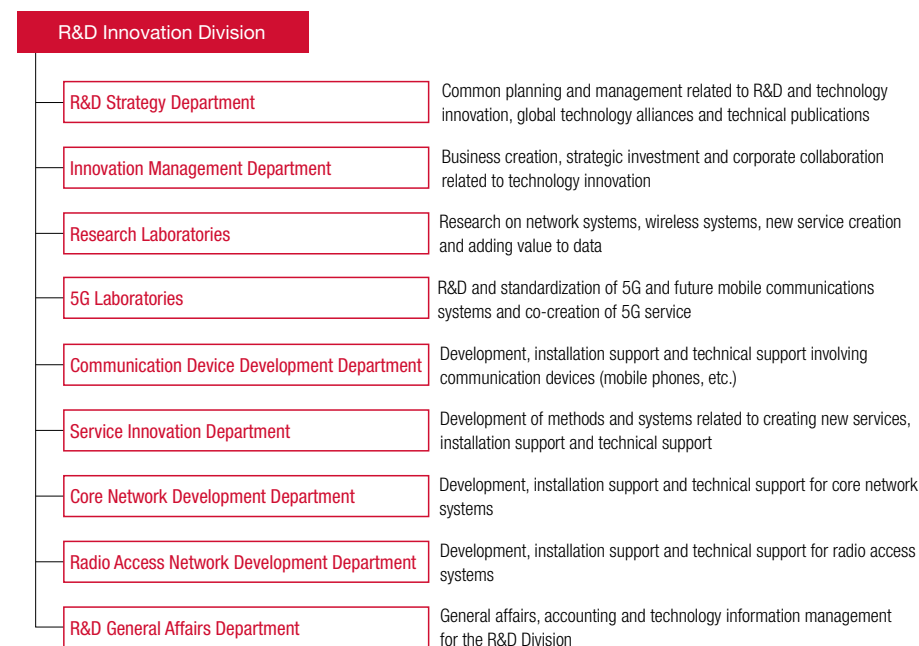 R&D Innovation Division
R&D Strategy Department
Common planning and management related to R&D and technology
innovation, global technology alliances and technical publications
Innovation Management Department
Business creation, strategic investment and corporate collaboration
related to technology innovation
Research Laboratories
Research on network systems, wireless systems, new service creation
and adding value to data
5G Laboratories
R&D and standardization of 5G and future mobile communications
systems and co-creation of 5G service
Communication Device Development Department
Development, installation support and technical support involving
communication devices (mobile phones, etc.)
Service Innovation Department
Development of methods and systems related to creating new services,
installation support and technical support
Core Network Development Department
Development, installation support and technical support for core network
systems
Radio Access Network Development Department
Development, installation support and technical support for radio access
systems
R&D General Affairs Department
General affairs, accounting and technology information management
for the R&D Division